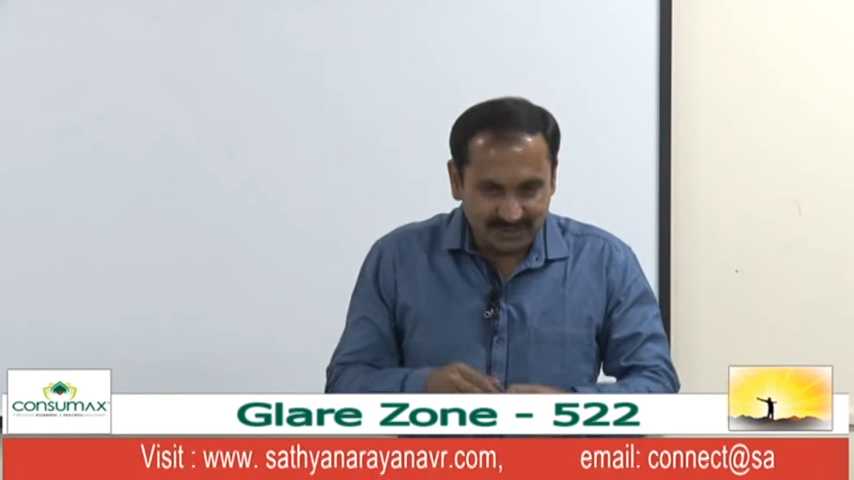 CONSUMAX
Glare Zone - 522
Visit : www. sathyanarayanavr.com, email: connect@sa